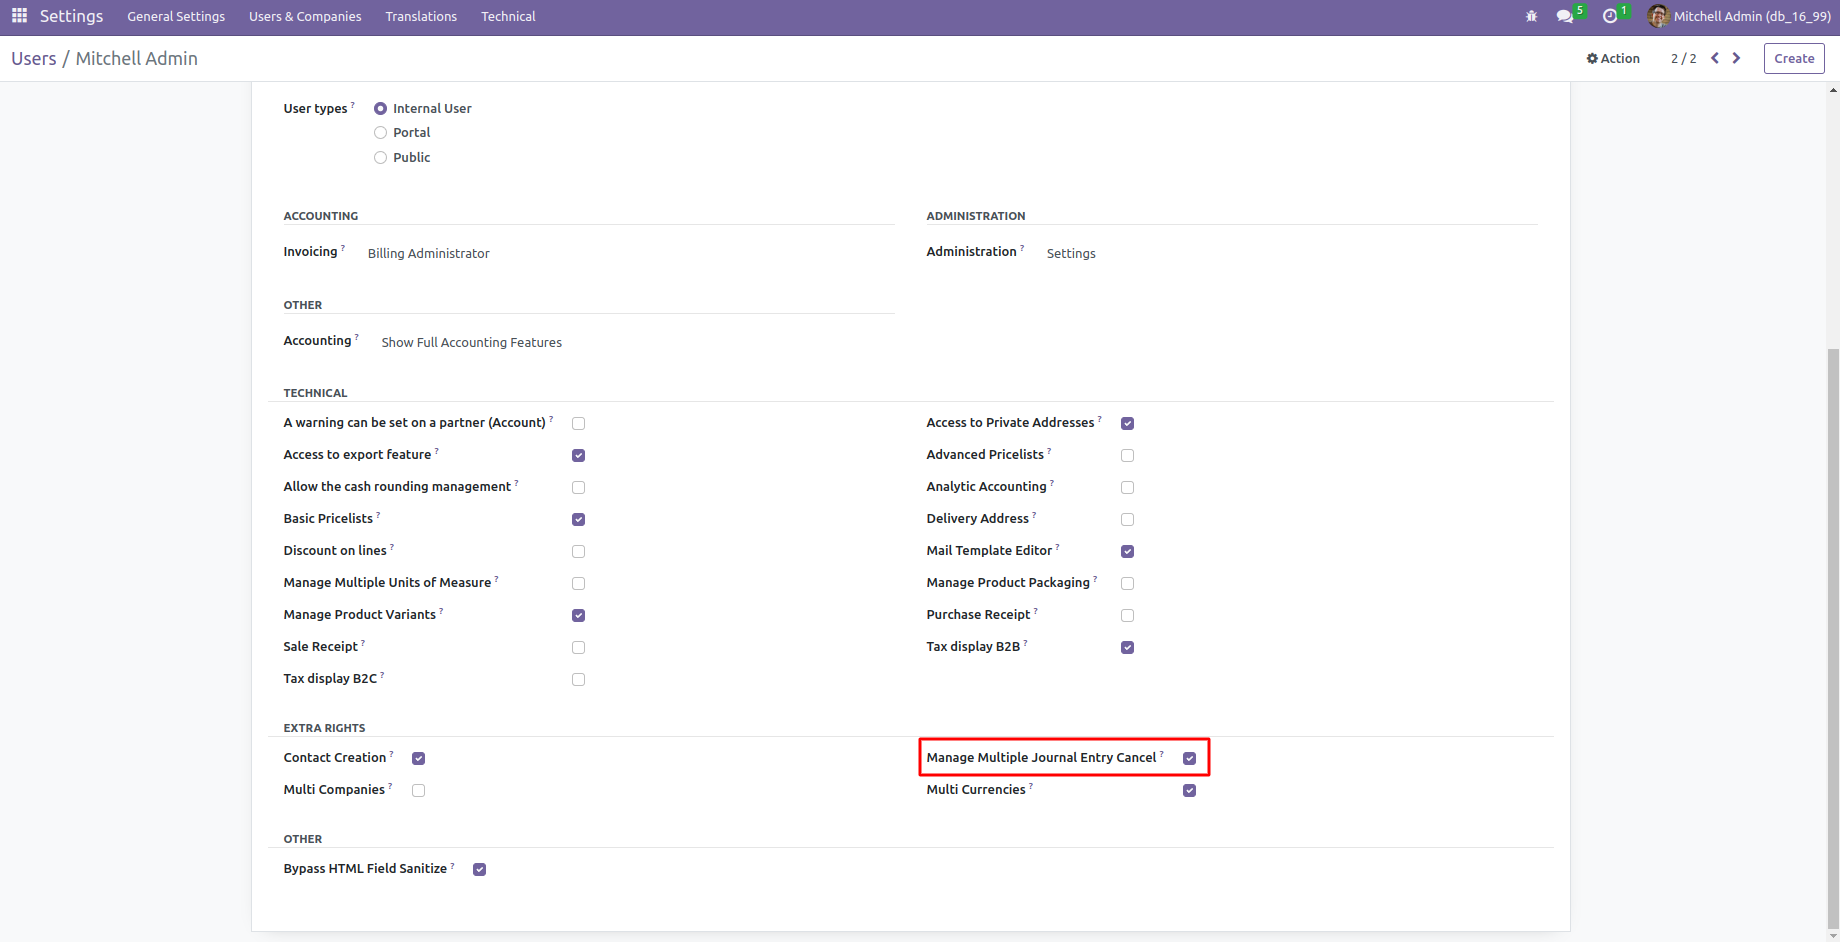 Settings General Settings Users & Companies Translations Technical 5 1 Mitchell Admin (db_16_99)
Users / Mitchell Admin Action 2 / 2 Create
User types ? Internal User
Portal
Public
ACCOUNTING ADMINISTRATION
Invoicing ? Billing Administrator Administration ? Settings
OTHER
Accounting ? Show Full Accounting Features
TECHNICAL
A warning can be set on a partner (Account) ? Access to Private Addresses ?
Access to export feature ? Advanced Pricelists ?
Allow the cash rounding management ? Analytic Accounting ?
Basic Pricelists ? Delivery Address ?
Discount on lines ? Mail Template Editor ?
Manage Multiple Units of Measure ? Manage Product Packaging ?
Manage Product Variants ? Purchase Receipt ?
Sale Receipt ? Tax display B2B ?
Tax display B2C ?
EXTRA RIGHTS
Contact Creation ? Manage Multiple Journal Entry Cancel ?
Multi Companies ? Multi Currencies ?
OTHER
Bypass HTML Field Sanitize ?